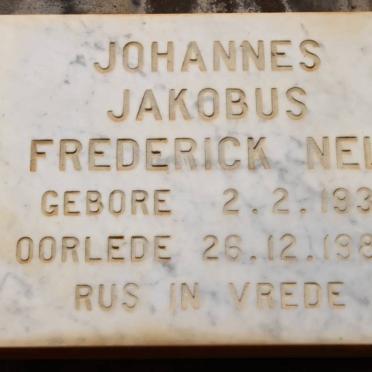 JOHANNES
JAKOBUS
FREDERICK
GEBORE 2.2.193
OORLEDE 26.12.198
RUS IN VREDE